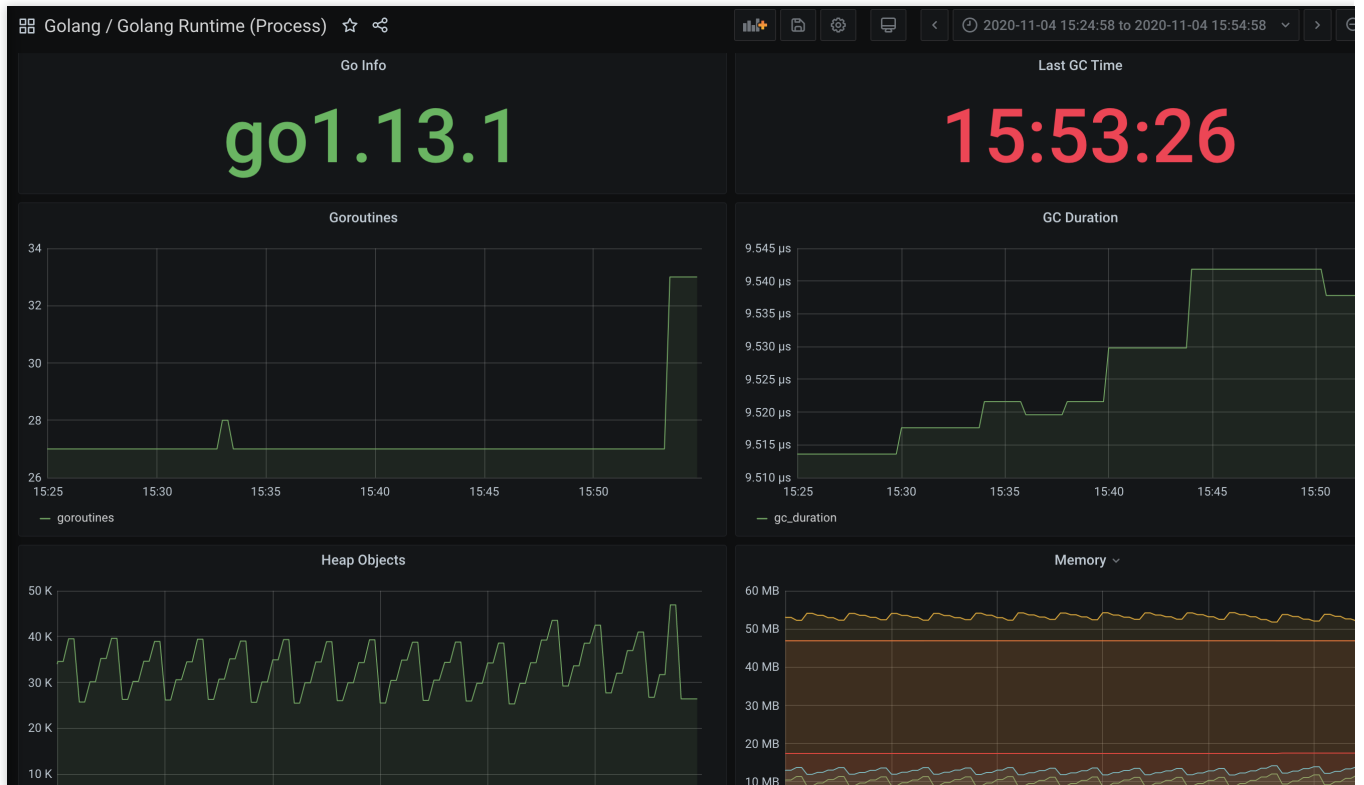 Golang / Golang Runtime (Process)
2020-11-04 15:24:58 to 2020-11-04 15:54:58
Go Info
go1.13.1
Last GC Time
15:53:26
Goroutines
34
32
30
28
26
15:25 15:30 15:35 15:40 15:45 15:50
goroutines
GC Duration
9.545 µs
9.540 µs
9.535 µs
9.530 µs
9.525 µs
9.520 µs
9.515 µs
9.510 µs
15:25 15:30 15:35 15:40 15:45 15:50
gc_duration
Heap Objects
50 K
40 K
30 K
20 K
10 K
Memory
60 MB
50 MB
40 MB
30 MB
20 MB
10 MB